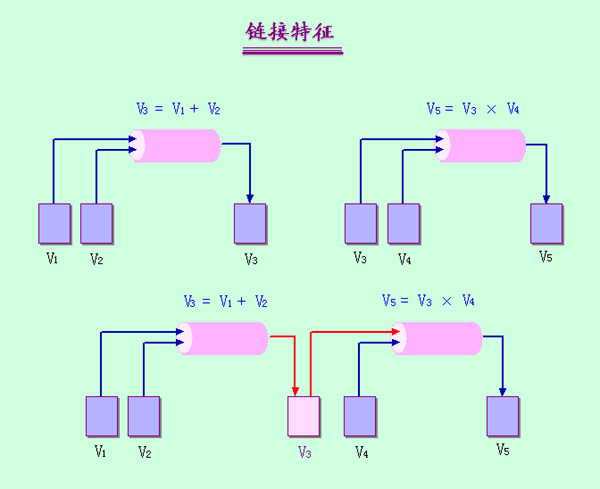 链接特征
V3 = V1 + V2
V5 = V3 × V4
V1
V2
V3
V3
V4
V5
V3 = V1 + V2
V5 = V3 × V4
V1
V2
V3
V4
V5